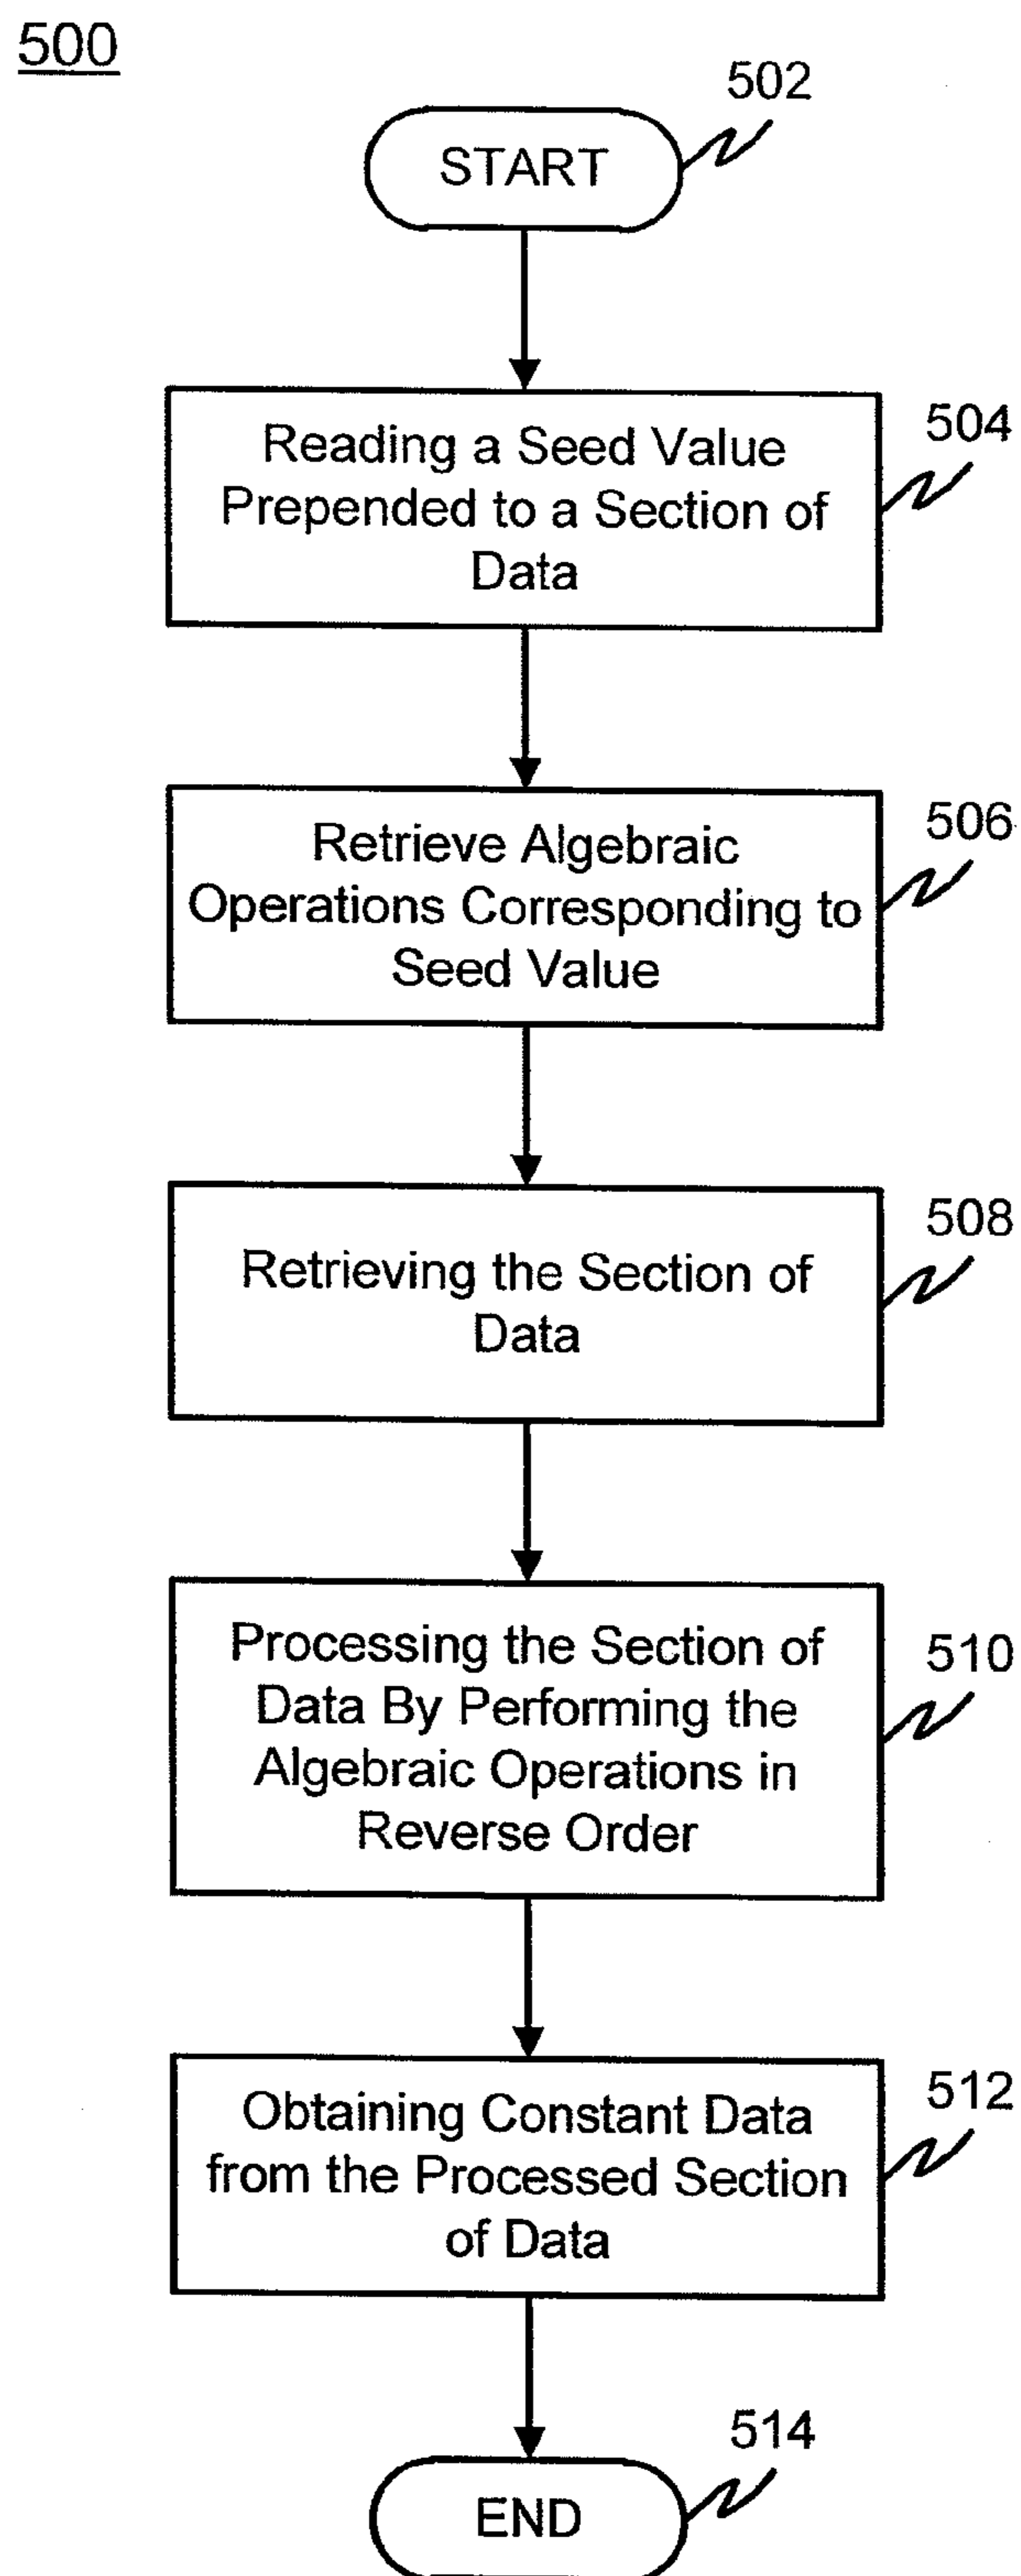 500
502
START
504
Reading a Seed Value
Prepended to a Section of
Data
506
Retrieve Algebraic
Operations Corresponding to
Seed Value
508
Retrieving the Section of
Data
510
Processing the Section of
Data By Performing the
Algebraic Operations in
Reverse Order
512
Obtaining Constant Data
from the Processed Section
of Data
514
END